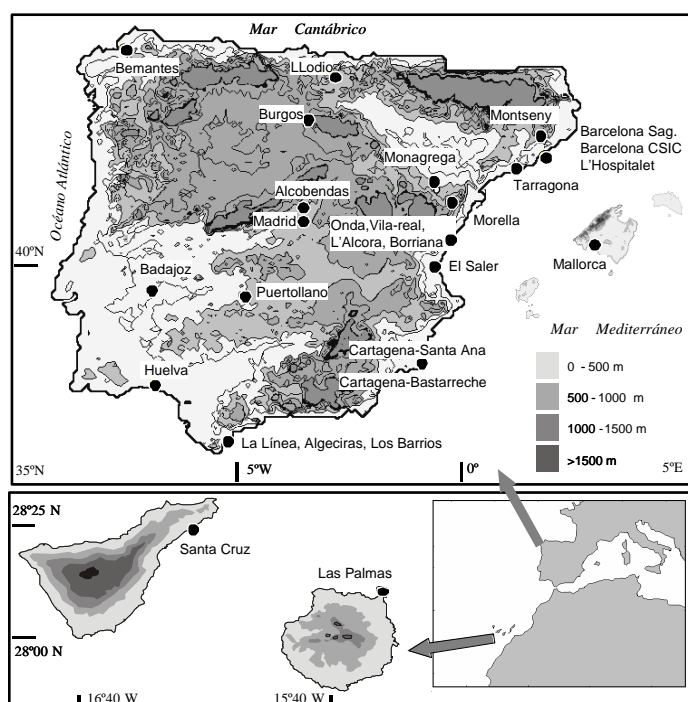 Mar Cantábrico
Bemantes
LLodio
Burgos
Montseny
Barcelona Sag.
Barcelona CSIC
L'Hospitalet
Monagrega
Tarragona
Océano Atlántico
Alcobendas
Morella
Madrid
Onda,Vila-real,
L'Alcora, Borriana
40ºN
El Saler
Mallorca
Badajoz
Puertollano
Mar Mediterráneo
Cartagena-Santa Ana
0 - 500 m
Huelva
Cartagena-Bastarreche
500 - 1000 m
1000 - 1500 m
La Línea, Algeciras, Los Barrios
>1500 m
35ºN
5ºW
0º
5ºE
28º25 N
Santa Cruz
Las Palmas
28º00 N
16º40 W
15º40 W